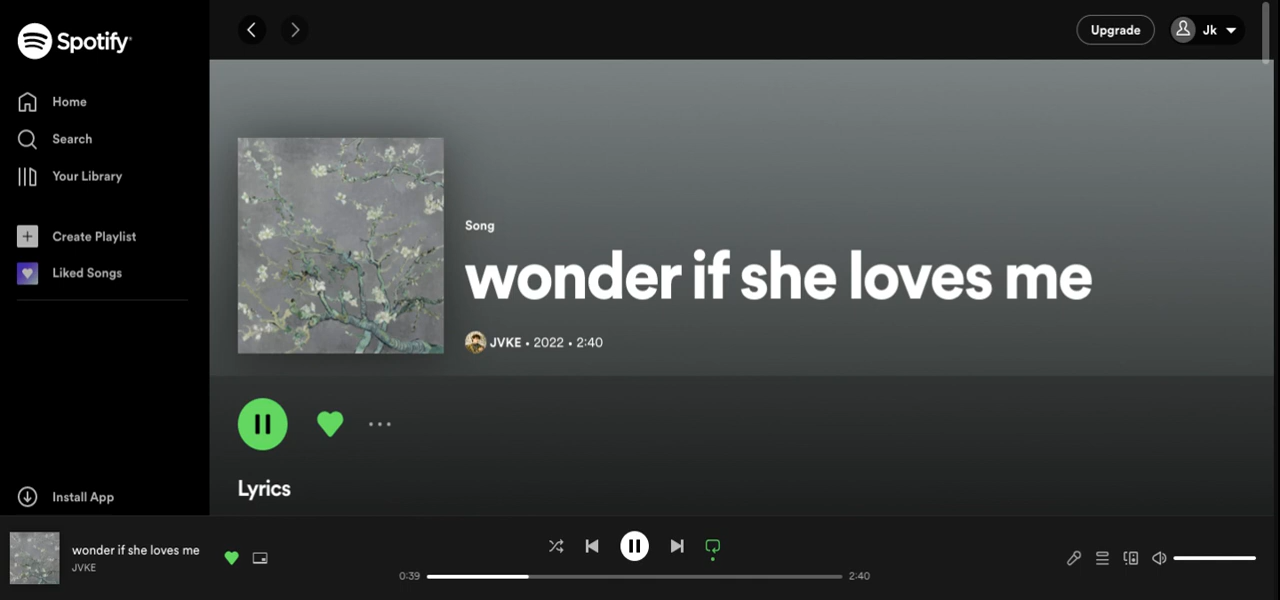 Spotify
Upgrade
Jk
Home
Search
Your Library
Create Playlist
Liked Songs
Install App
Song
wonder if she loves me
JVKE • 2022 • 2:40
Lyrics
wonder if she loves me
JVKE
0:39
2:40